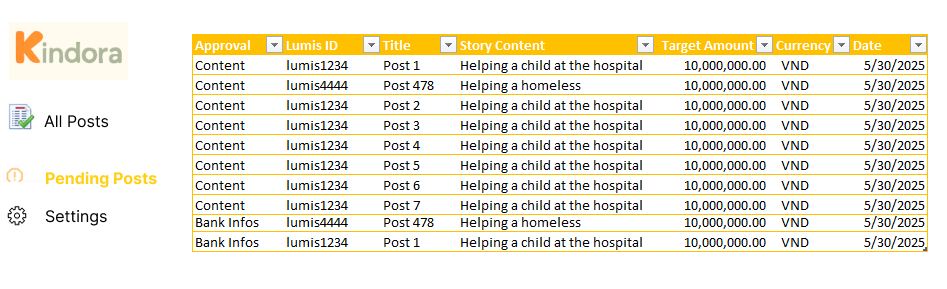 Kindora
All Posts
Pending Posts
Settings
Approval Lumis ID Title Story Content Target Amount Currency Date
Content lumis1234 Post 1 Helping a child at the hospital 10,000,000.00 VND 5/30/2025
Content lumis4444 Post 478 Helping a homeless 10,000,000.00 VND 5/30/2025
Content lumis1234 Post 2 Helping a child at the hospital 10,000,000.00 VND 5/30/2025
Content lumis1234 Post 3 Helping a child at the hospital 10,000,000.00 VND 5/30/2025
Content lumis1234 Post 4 Helping a child at the hospital 10,000,000.00 VND 5/30/2025
Content lumis1234 Post 5 Helping a child at the hospital 10,000,000.00 VND 5/30/2025
Content lumis1234 Post 6 Helping a child at the hospital 10,000,000.00 VND 5/30/2025
Content lumis1234 Post 7 Helping a child at the hospital 10,000,000.00 VND 5/30/2025
Bank Infos lumis4444 Post 478 Helping a homeless 10,000,000.00 VND 5/30/2025
Bank Infos lumis1234 Post 1 Helping a child at the hospital 10,000,000.00 VND 5/30/2025